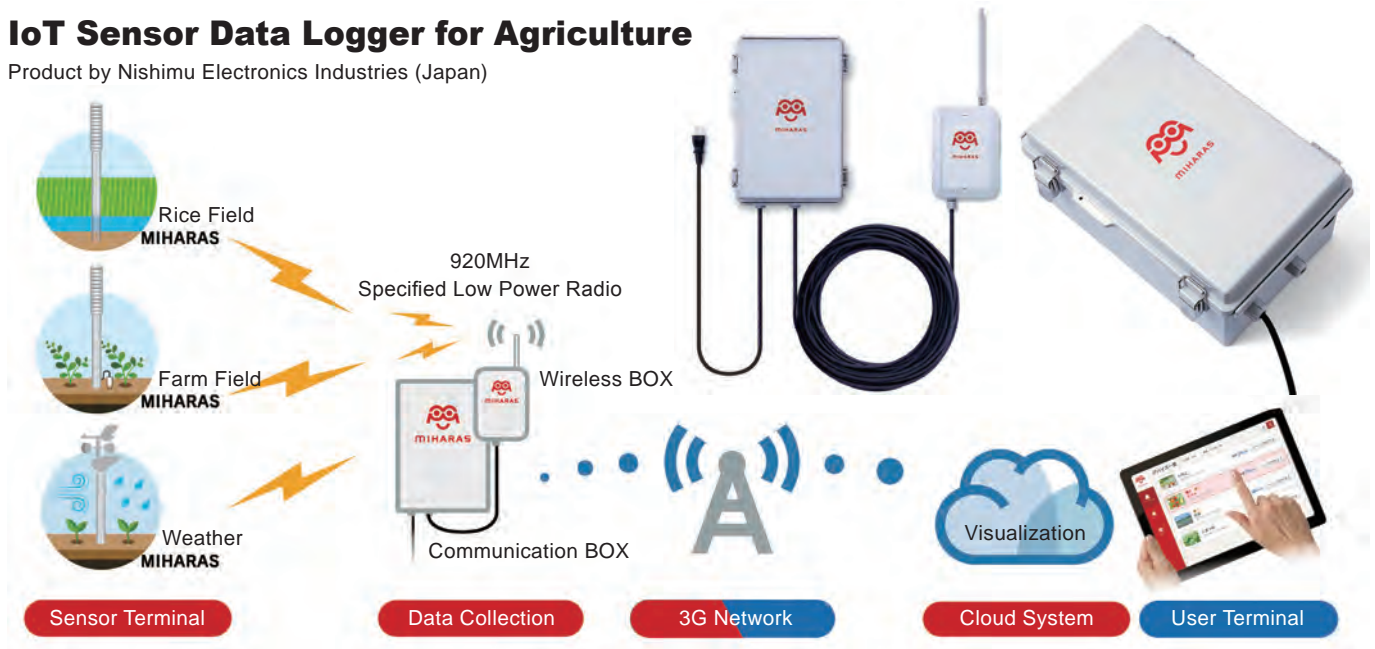 IoT Sensor Data Logger for Agriculture
Product by Nishimu Electronics Industries (Japan)
MIHARAS
MIHARAS
MIHARAS
Rice Field
MIHARAS
920MHz
Specified Low Power Radio
Farm Field
MIHARAS
Wireless BOX
MIHARAS
MIHARAS
Weather
MIHARAS
Communication BOX
Visualization
Sensor Terminal
Data Collection
3G Network
Cloud System
User Terminal